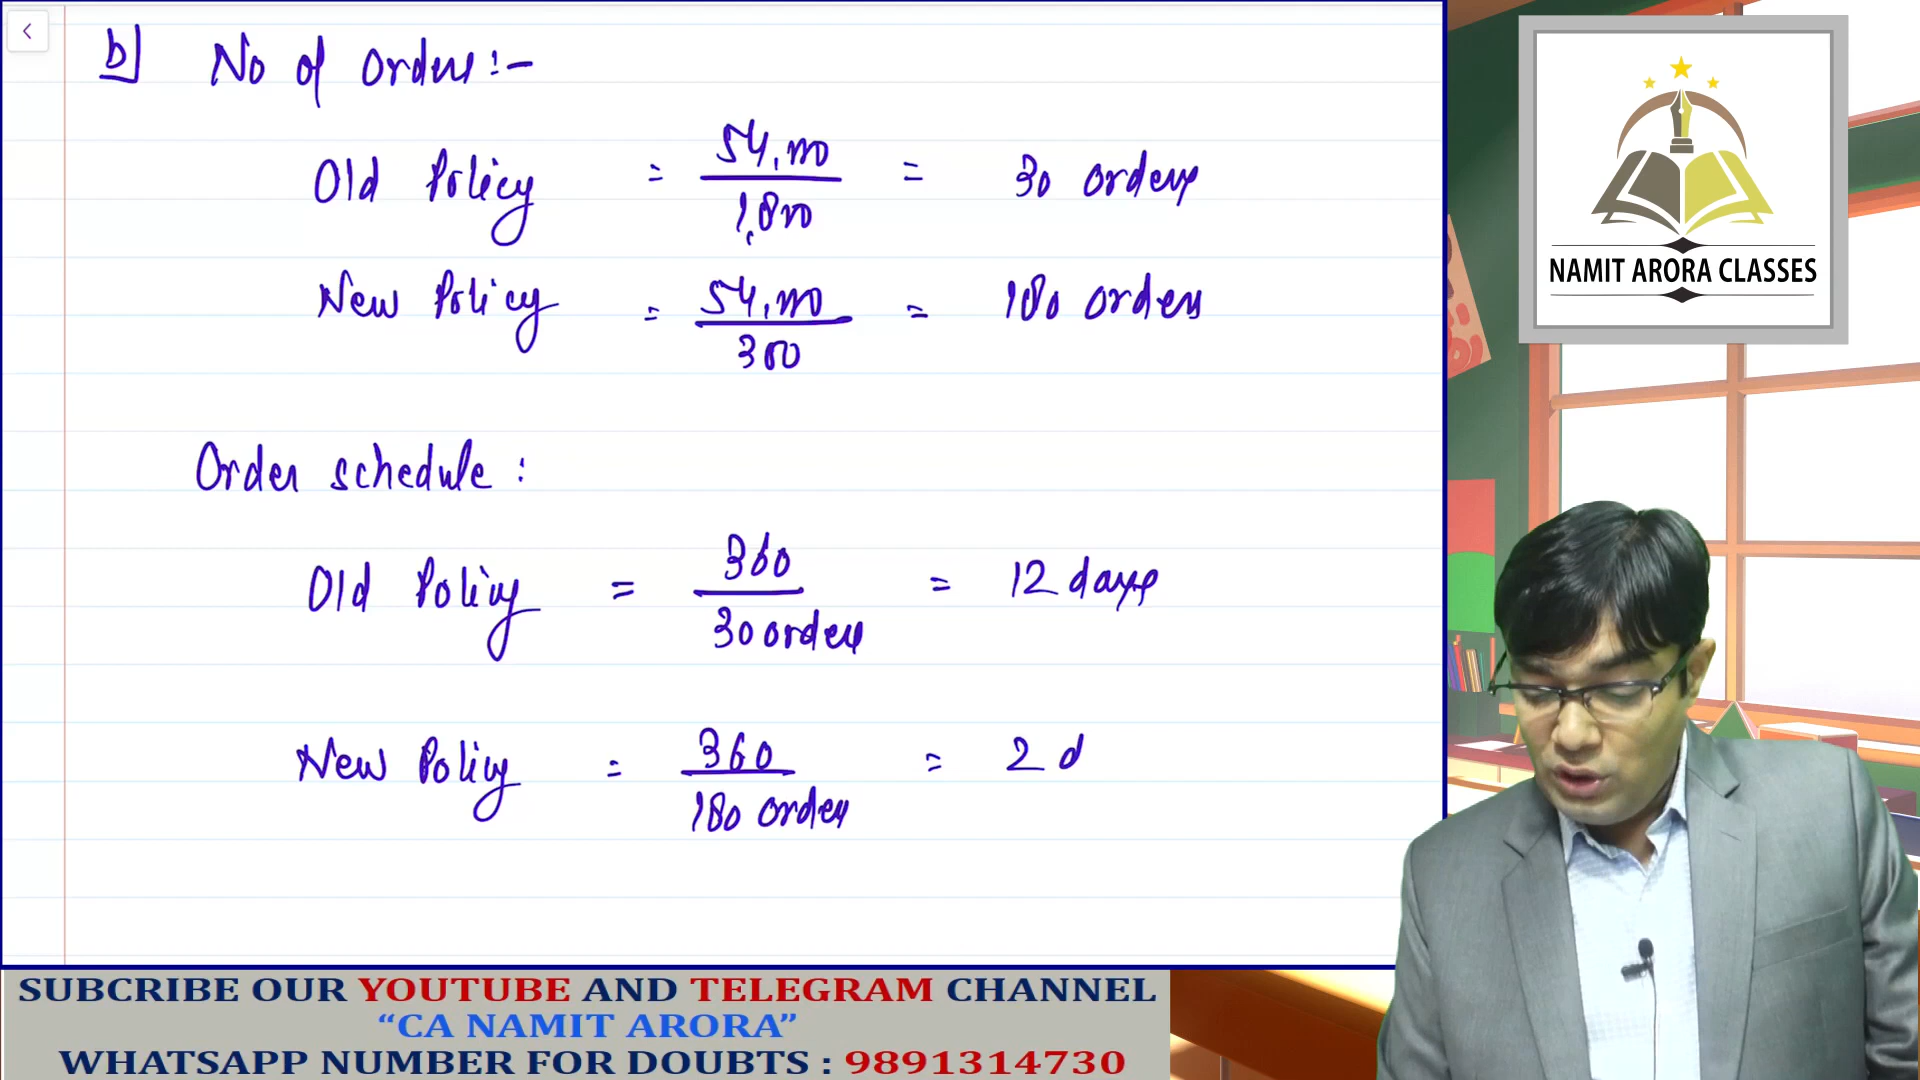 b] No of orders :-
Old Policy = 54,000 / 1,800 = 30 orders
New Policy = 54,000 / 300 = 180 orders
Order schedule :
Old Policy = 360 / 30 orders = 12 days
New Policy = 360 / 180 orders = 2 d
NAMIT ARORA CLASSES
SUBCRIBE OUR YOUTUBE AND TELEGRAM CHANNEL
“CA NAMIT ARORA”
WHATSAPP NUMBER FOR DOUBTS : 9891314730